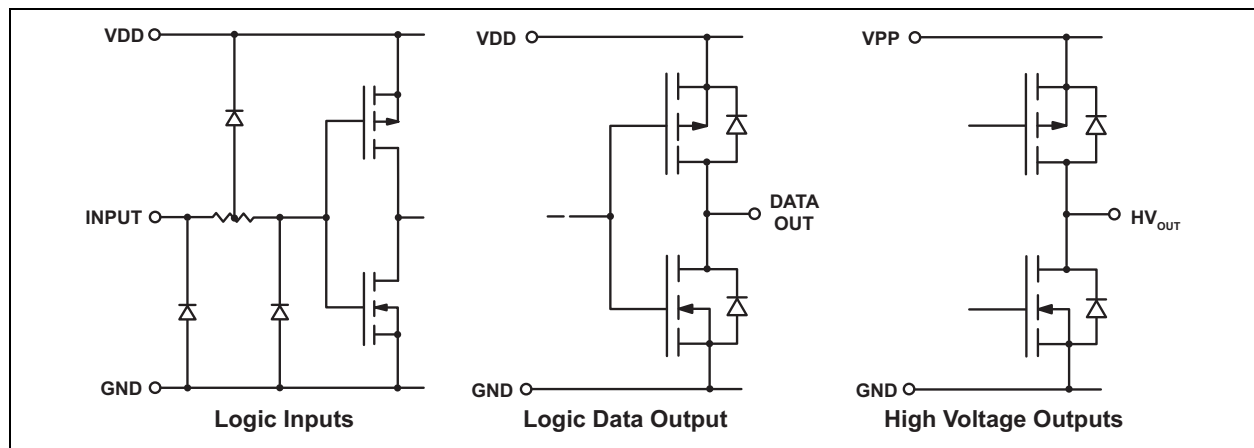 VDD
INPUT
GND
Logic Inputs
VDD
DATA
OUT
GND
Logic Data Output
VPP
HVOUT
GND
High Voltage Outputs